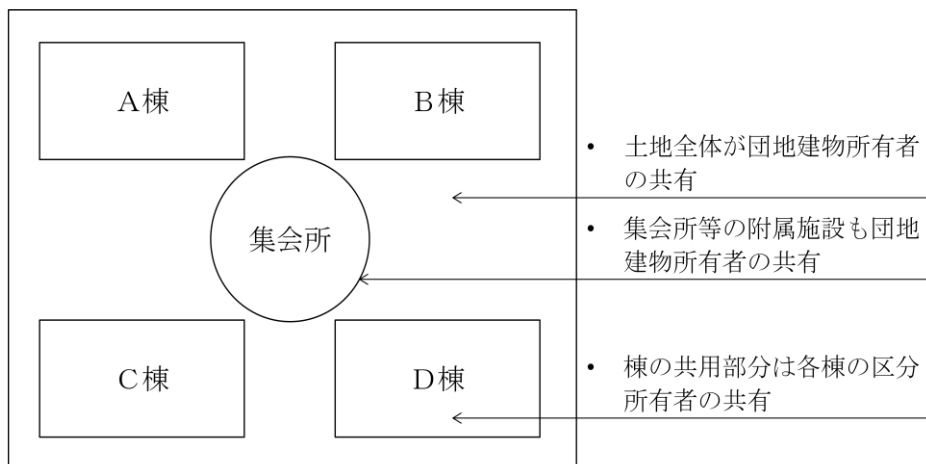 A棟
B棟
集会所
C棟
D棟
• 土地全体が団地建物所有者
の共有
• 集会所等の附属施設も団地
建物所有者の共有
• 棟の共用部分は各棟の区分
所有者の共有